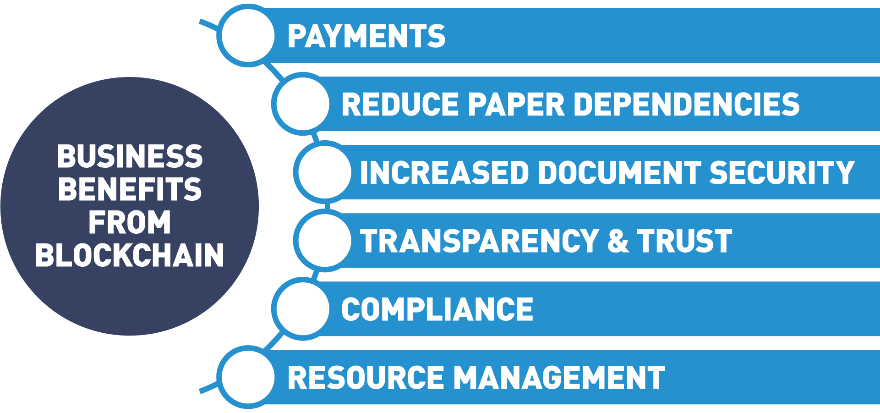 BUSINESS
BENEFITS
FROM
BLOCKCHAIN
PAYMENTS
REDUCE PAPER DEPENDENCIES
INCREASED DOCUMENT SECURITY
TRANSPARENCY & TRUST
COMPLIANCE
RESOURCE MANAGEMENT